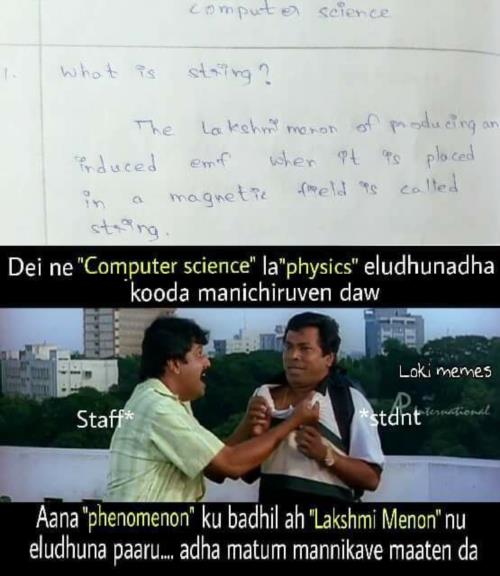 computer science
1. What is string?
The Lakshmi menon of producing an
induced emf when it is placed
in a magnetic field is called
string.
Dei ne "Computer science" la"physics" eludhunadha
kooda manichiruven daw
Loki memes
Staff*
*stdnt
International
Aana "phenomenon" ku badhil ah "Lakshmi Menon" nu
eludhuna paaru.... adha matum mannikave maaten da